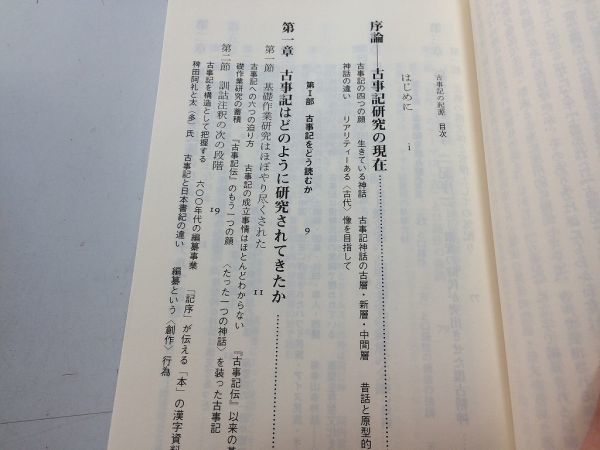 古事記の起源　目次
はじめに　i
序論――古事記研究の現在……………………
古事記の四つの顔　生きている神話　古事記神話の古層・新層・中間層　昔話と原型的
神話の違い　リアリティーある〈古代〉像を目指して
第Ⅰ部　古事記をどう読むか　9
第一章　古事記はどのように研究されてきたか………
第一節　基礎作業研究はほぼやり尽くされた　11
古事記への六つの迫り方　古事記の成立事情はほとんどわからない　『古事記伝』以来の基
礎作業研究の蓄積　『古事記伝』のもう一つの顔　〈たった一つの神話〉を装った古事記
第二節　訓詁注釈の次の段階　19
古事記を構造として把握する　六〇〇年代の編纂事業　「記序」が伝える「本」の漢字資料
稗田阿礼と太（多）氏　古事記と日本書紀の違い　編纂という〈創作〉行為